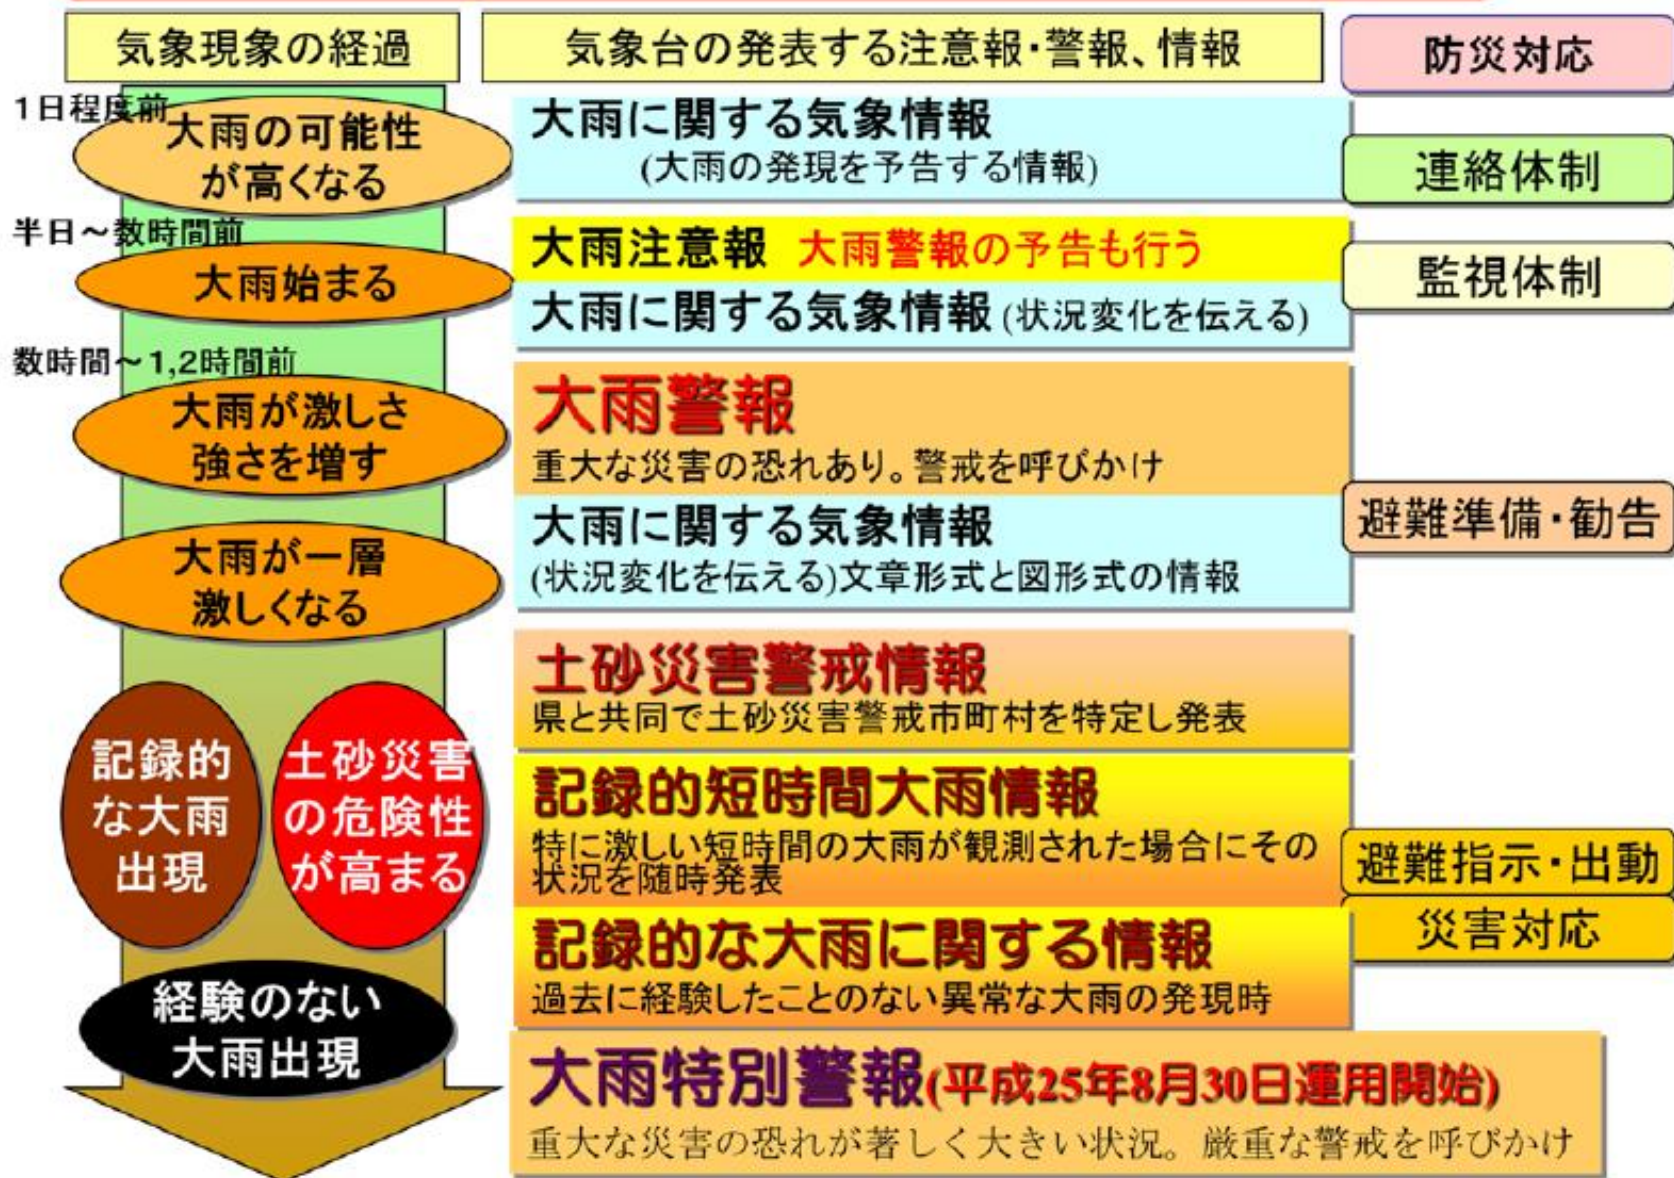 気象現象の経過
気象台の発表する注意報・警報、情報
防災対応
1日程度前
大雨の可能性
が高くなる
大雨に関する気象情報
(大雨の発現を予告する情報)
連絡体制
半日～数時間前
大雨始まる
大雨注意報 大雨警報の予告も行う
大雨に関する気象情報(状況変化を伝える)
監視体制
数時間～1,2時間前
大雨が激しさ
強さを増す
大雨警報
重大な災害の恐れあり。警戒を呼びかけ
大雨が一層
激しくなる
大雨に関する気象情報
(状況変化を伝える)文章形式と図形式の情報
避難準備・勧告
土砂災害警戒情報
県と共同で土砂災害警戒市町村を特定し発表
記録的
な大雨
出現
土砂災害
の危険性
が高まる
記録的短時間大雨情報
特に激しい短時間の大雨が観測された場合にその
状況を随時発表
避難指示・出動
災害対応
記録的な大雨に関する情報
過去に経験したことのない異常な大雨の発現時
経験のない
大雨出現
大雨特別警報(平成25年8月30日運用開始)
重大な災害の恐れが著しく大きい状況。厳重な警戒を呼びかけ